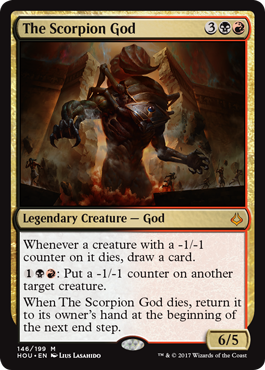 The Scorpion God 3
Whenever a creature with a -1/-1
counter on it dies, draw a card.
1 : Put a -1/-1 counter on another
target creature.
When The Scorpion God dies, return it
to its owner's hand at the beginning of
the next end step.
Legendary Creature — God
6/5
146/199 M
HOU • EN Lius Lasahido
™ & © 2017 Wizards of the Coast